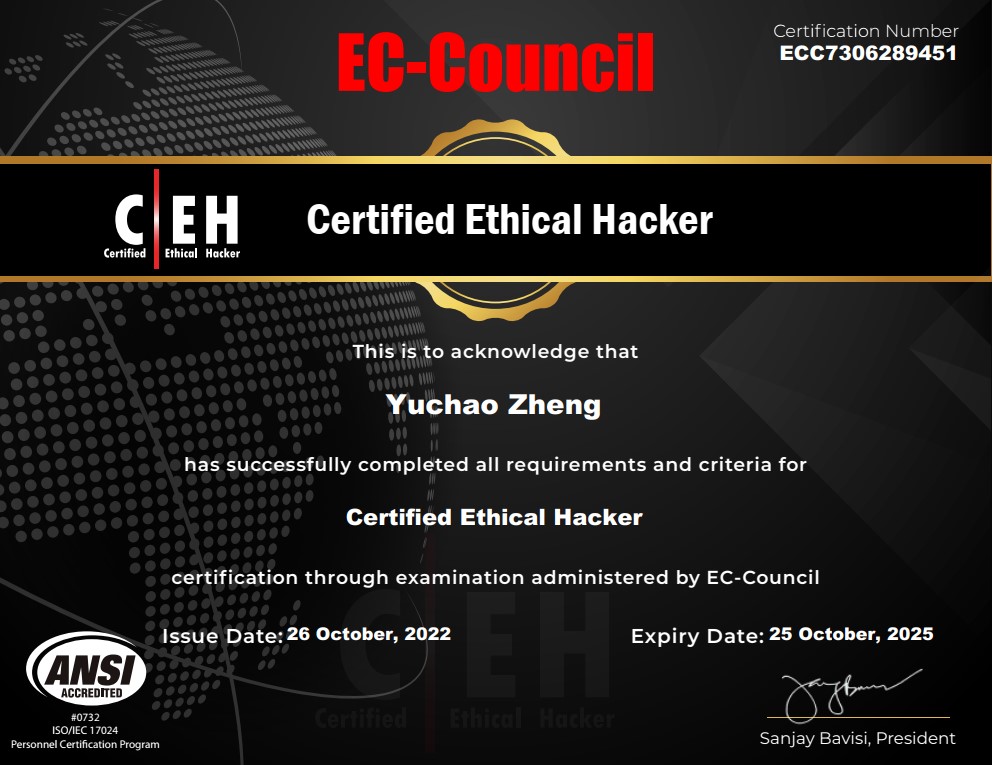 EC-Council
Certification Number
ECC7306289451
C EH
Certified Ethical Hacker
Certified Ethical Hacker
This is to acknowledge that
Yuchao Zheng
has successfully completed all requirements and criteria for
Certified Ethical Hacker
certification through examination administered by EC-Council
Issue Date: 26 October, 2022
Expiry Date: 25 October, 2025
C EH
Certified Ethical Hacker
ANSI
ACCREDITED
#0732
ISO/IEC 17024
Personnel Certification Program
Sanjay Bavisi, President